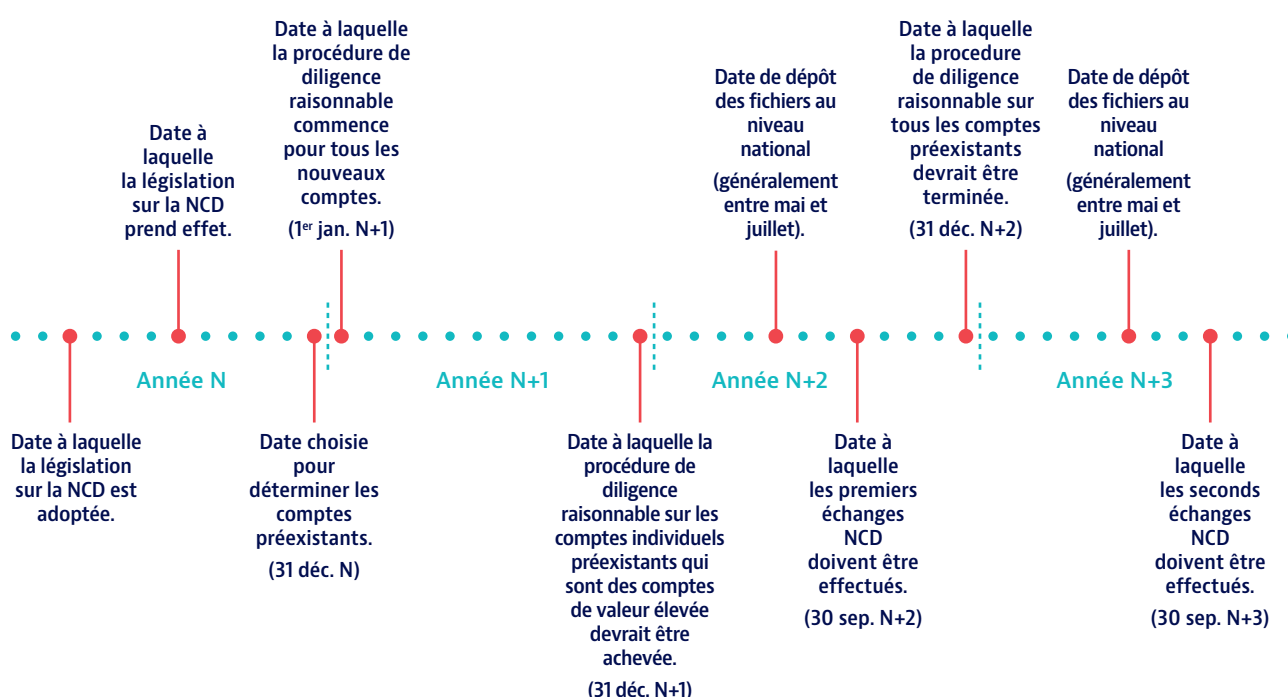 Date à
laquelle
la législation
sur la NCD
prend effet.
Date à laquelle
la procédure de
diligence
raisonnable
commence
pour tous les
nouveaux
comptes.
(1er jan. N+1)
Date de dépôt
des fichiers au
niveau
national
(généralement
entre mai et
juillet).
Date à laquelle
la procedure
de diligence
raisonnable sur
tous les comptes
préexistants
devrait être
terminée.
(31 déc. N+2)
Date de dépôt
des fichiers au
niveau
national
(généralement
entre mai et
juillet).
Année N
Année N+1
Année N+2
Année N+3
Date à laquelle
la législation
sur la NCD est
adoptée.
Date choisie
pour
déterminer les
comptes
préexistants.
(31 déc. N)
Date à laquelle la
procédure de
diligence
raisonnable sur les
comptes individuels
préexistants qui
sont des comptes
de valeur élevée
devrait être
achevée.
(31 déc. N+1)
Date à
laquelle
les premiers
échanges
NCD
doivent être
effectués.
(30 sep. N+2)
Date à
laquelle
les seconds
échanges
NCD
doivent être
effectués.
(30 sep. N+3)